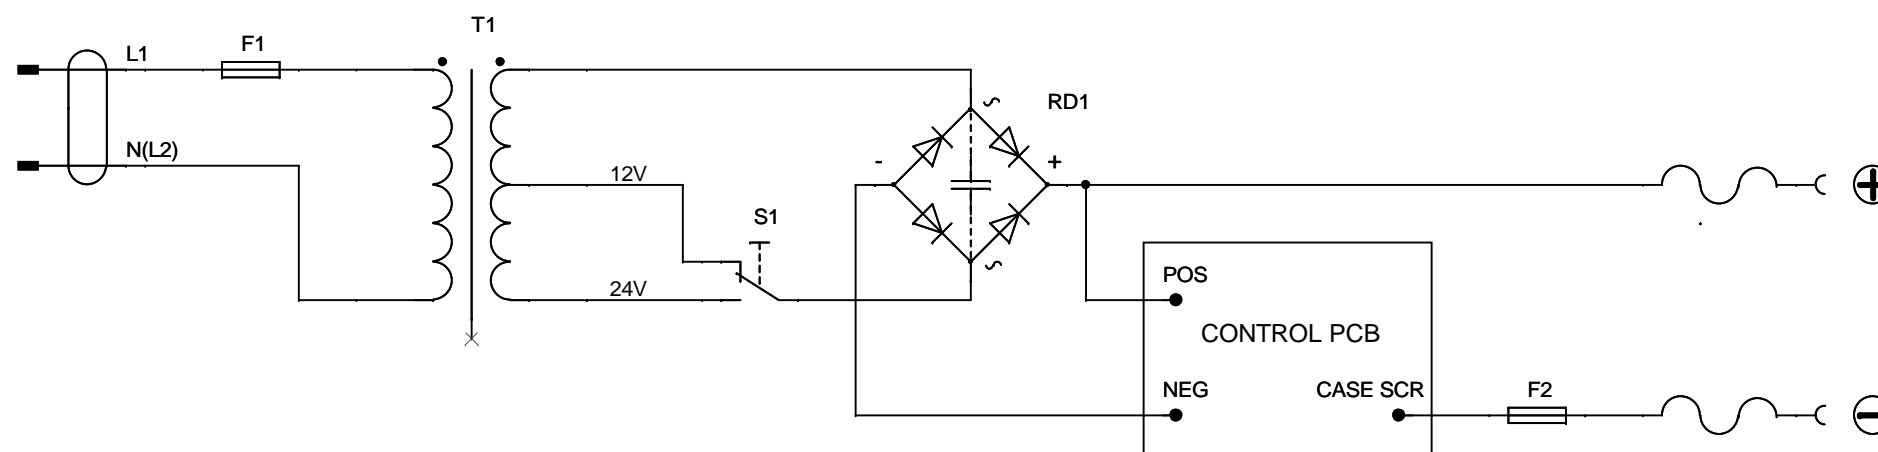 T1
L1
F1
N(L2)
RD1
-
+
12V
S1
24V
POS
CONTROL PCB
NEG
CASE SCR
F2